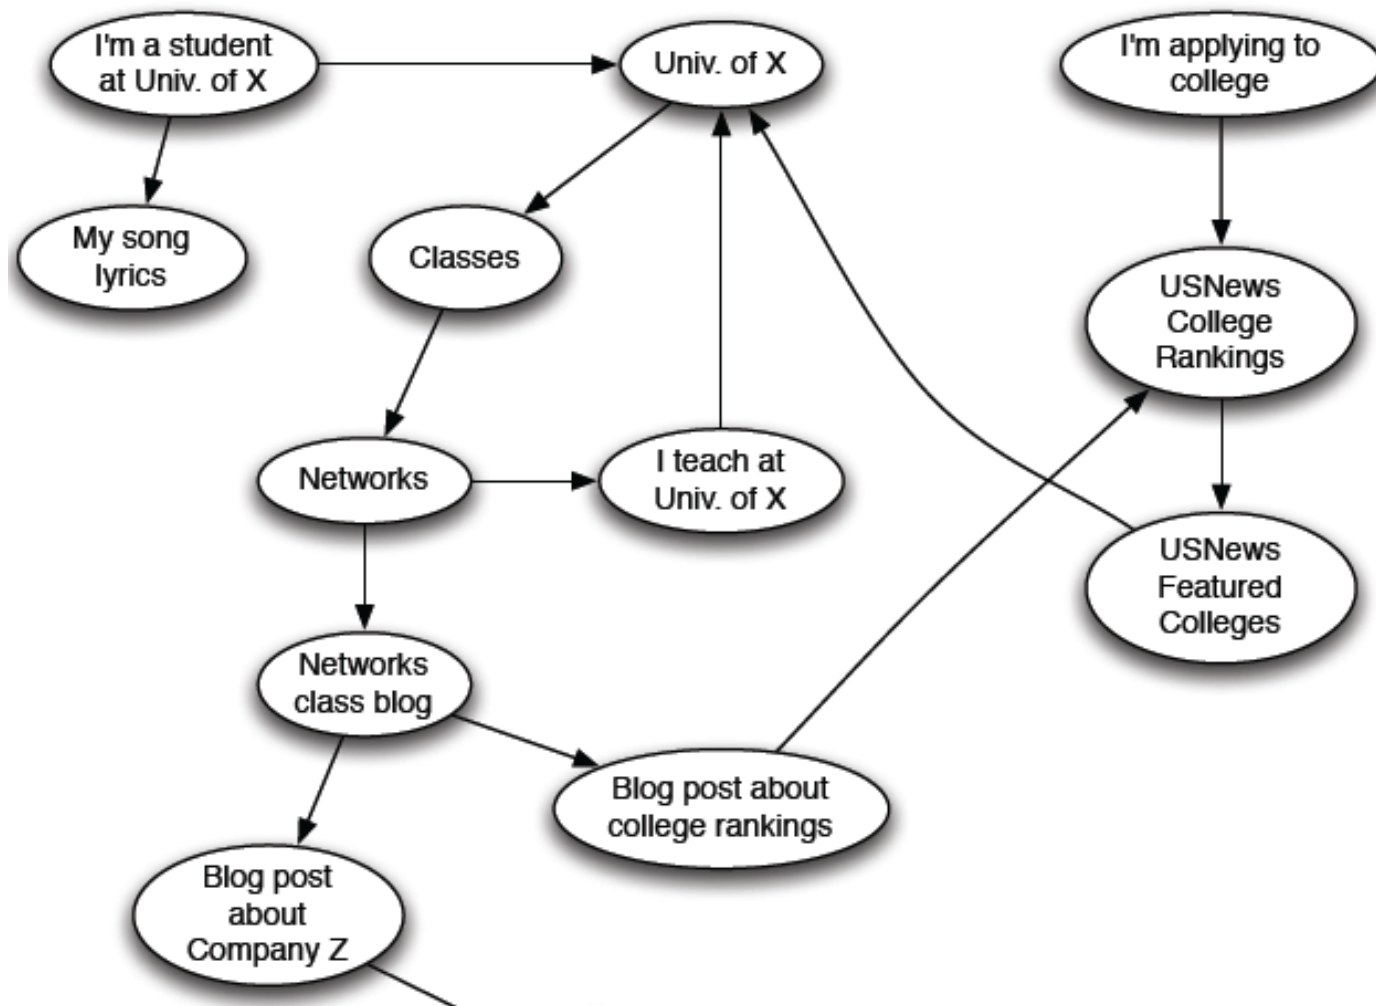 I'm a student
at Univ. of X
Univ. of X
I'm applying to
college
My song
lyrics
Classes
USNews
College
Rankings
Networks
I teach at
Univ. of X
USNews
Featured
Colleges
Networks
class blog
Blog post about
college rankings
Blog post
about
Company Z